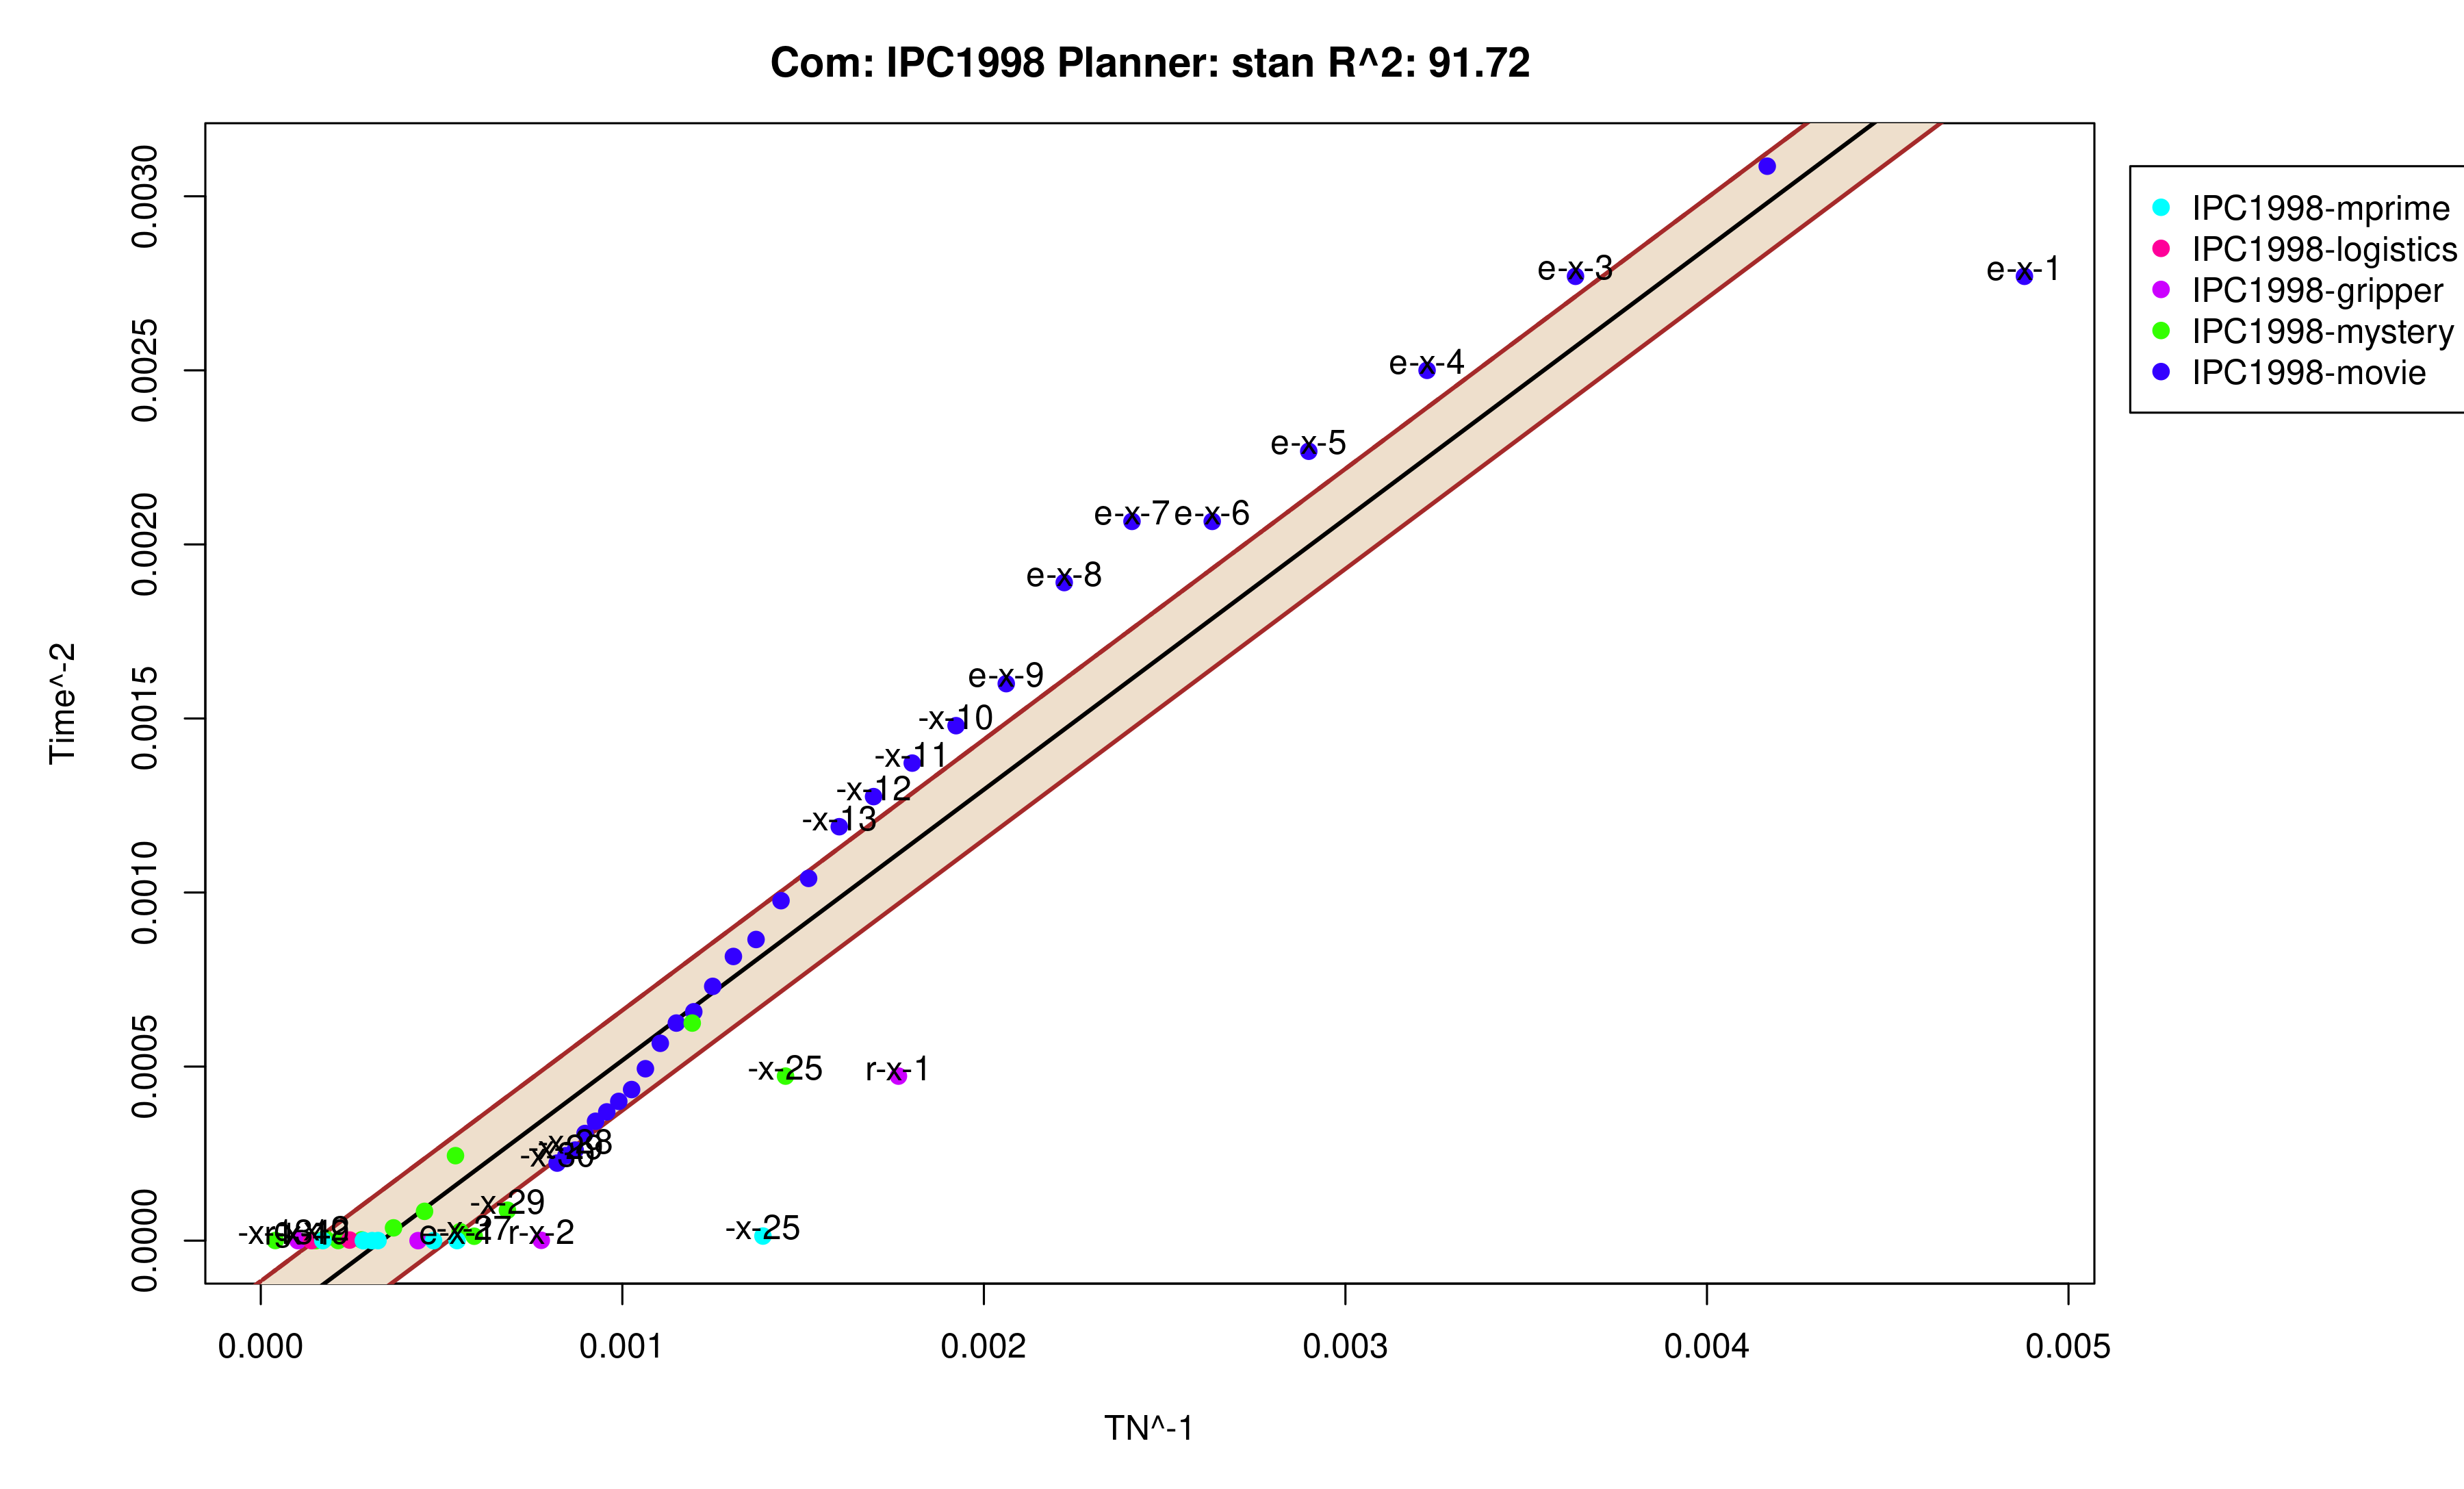 Com: IPC1998 Planner: stan R^2: 91.72
0.0030
0.0025
0.0020
0.0015
0.0010
0.0005
0.0000
Time^-2
e-x-3
e-x-1
e-x-4
e-x-5
e-x-7
e-x-6
e-x-8
e-x-9
-x-10
-x-11
-x-12
-x-13
-x-25
r-x-1
-x-29
r-x-2
-x-25
0.000
0.001
0.002
0.003
0.004
0.005
TN^-1
IPC1998-mprime
IPC1998-logistics
IPC1998-gripper
IPC1998-mystery
IPC1998-movie